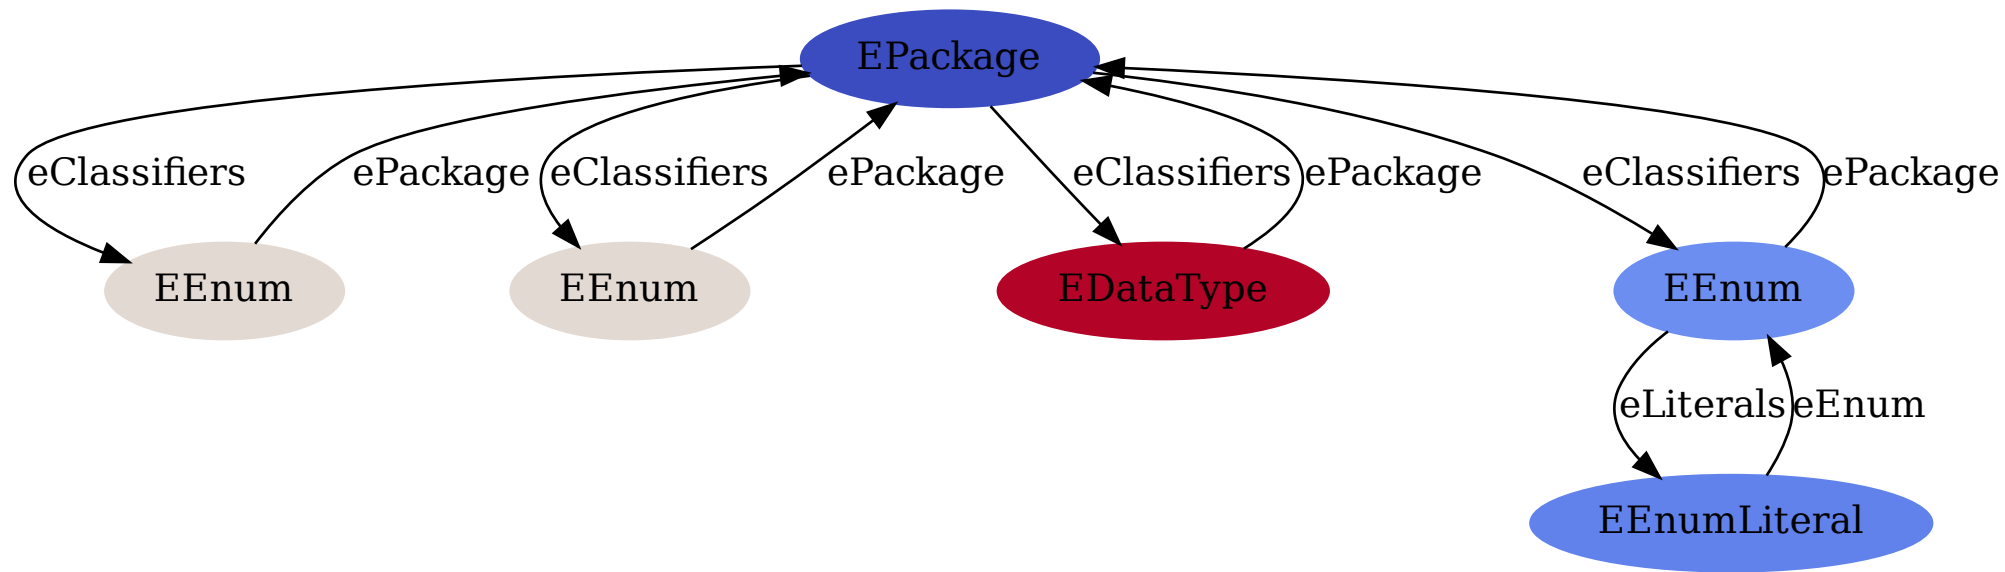 EPackage
eClassifiers
ePackage
eClassifiers
ePackage
eClassifiers
ePackage
eClassifiers
ePackage
EEnum
EEnum
EDataType
EEnum
eLiterals
eEnum
EEnumLiteral